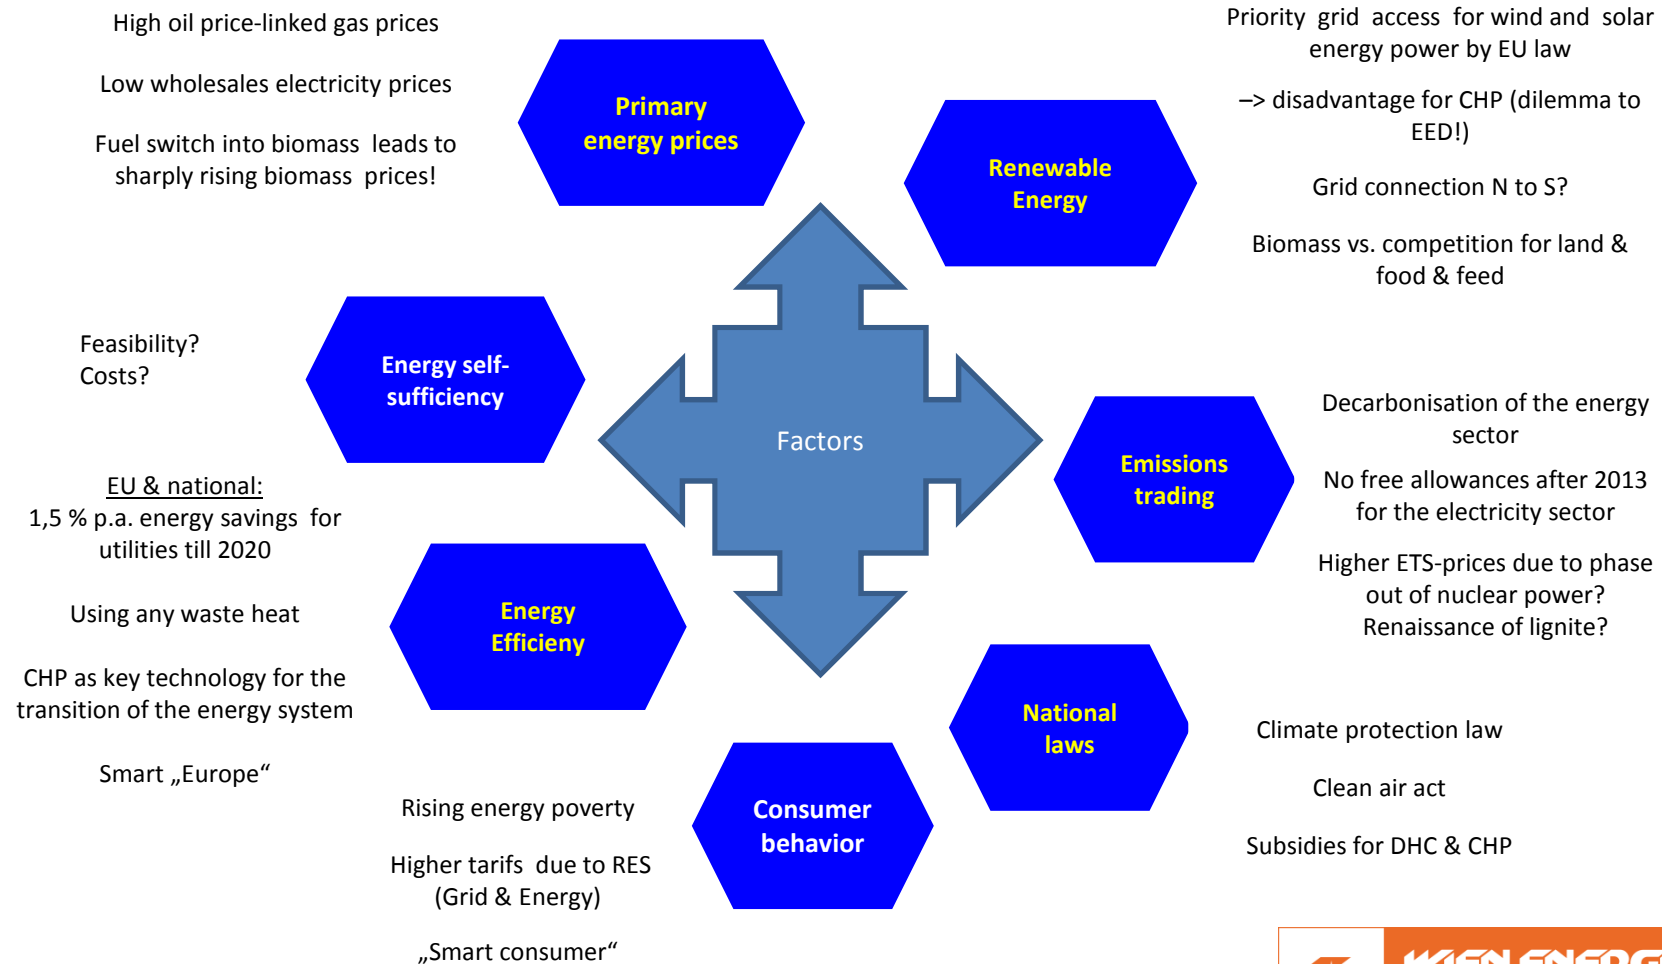 High oil price-linked gas prices
Low wholesales electricity prices
Fuel switch into biomass leads to
sharply rising biomass prices!
Primary
energy prices
Renewable
Energy
Priority grid access for wind and solar
energy power by EU law
–> disadvantage for CHP (dilemma to
EED!)
Grid connection N to S?
Biomass vs. competition for land &
food & feed
Feasibility?
Costs?
Energy self-
sufficiency
Factors
Emissions
trading
Decarbonisation of the energy
sector
No free allowances after 2013
for the electricity sector
Higher ETS-prices due to phase
out of nuclear power?
Renaissance of lignite?
EU & national:
1,5 % p.a. energy savings for
utilities till 2020
Using any waste heat
CHP as key technology for the
transition of the energy system
Smart „Europe“
Energy
Efficieny
National
laws
Climate protection law
Clean air act
Subsidies for DHC & CHP
Consumer
behavior
Rising energy poverty
Higher tarifs due to RES
(Grid & Energy)
„Smart consumer“